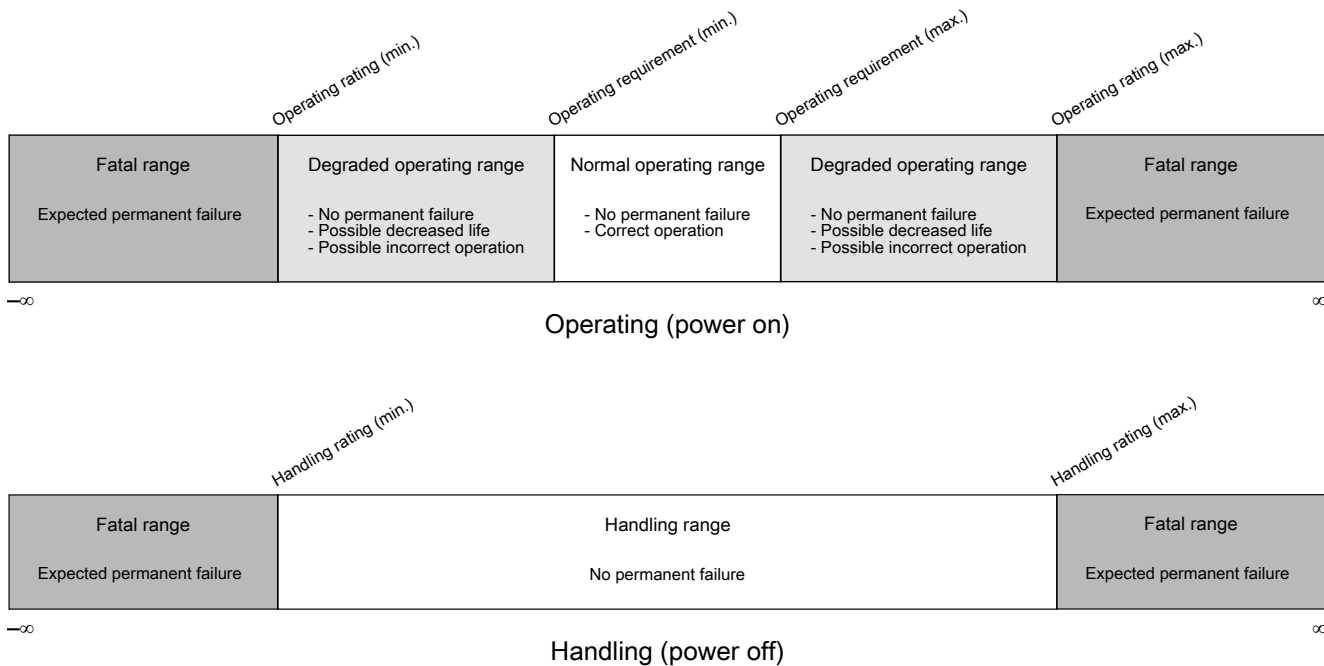 Operating rating (min.)
Operating requirement (min.)
Operating requirement (max.)
Operating rating (max.)
Fatal range
Expected permanent failure
Degraded operating range
- No permanent failure
- Possible decreased life
- Possible incorrect operation
Normal operating range
- No permanent failure
- Correct operation
Degraded operating range
- No permanent failure
- Possible decreased life
- Possible incorrect operation
Fatal range
Expected permanent failure
–∞
∞
Operating (power on)
Handling rating (min.)
Handling rating (max.)
Fatal range
Expected permanent failure
Handling range
No permanent failure
Fatal range
Expected permanent failure
–∞
∞
Handling (power off)